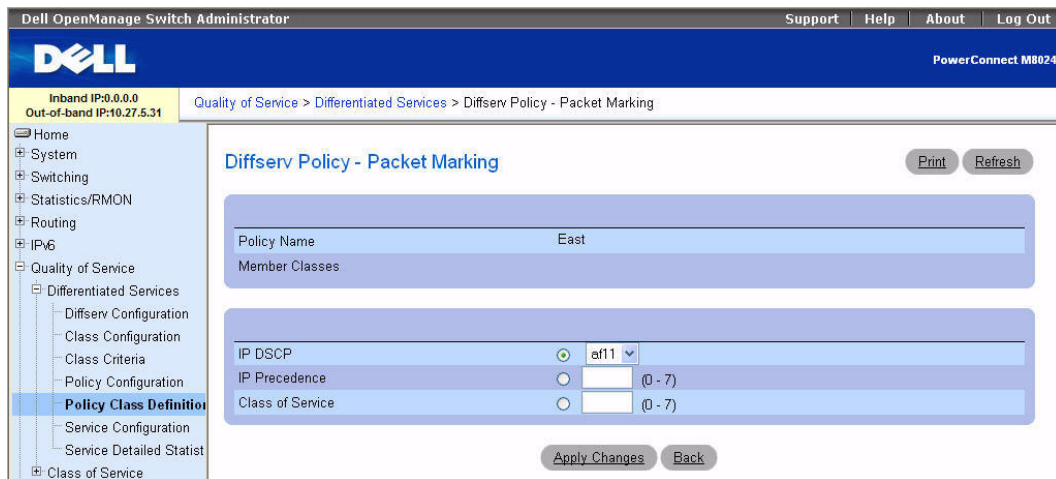 Dell OpenManage Switch Administrator Support Help About Log Out
DELL
PowerConnect M8024
Inband IP:0.0.0.0
Out-of-band IP:10.27.5.31
Quality of Service > Differentiated Services > Diffserv Policy - Packet Marking
Home
System
Switching
Statistics/RMON
Routing
IPv6
Quality of Service
Differentiated Services
Diffserv Configuration
Class Configuration
Class Criteria
Policy Configuration
Policy Class Definition
Service Configuration
Service Detailed Statist
Class of Service
Diffserv Policy - Packet Marking
Print Refresh
Policy Name East
Member Classes
IP DSCP af11
IP Precedence (0 - 7)
Class of Service (0 - 7)
Apply Changes Back